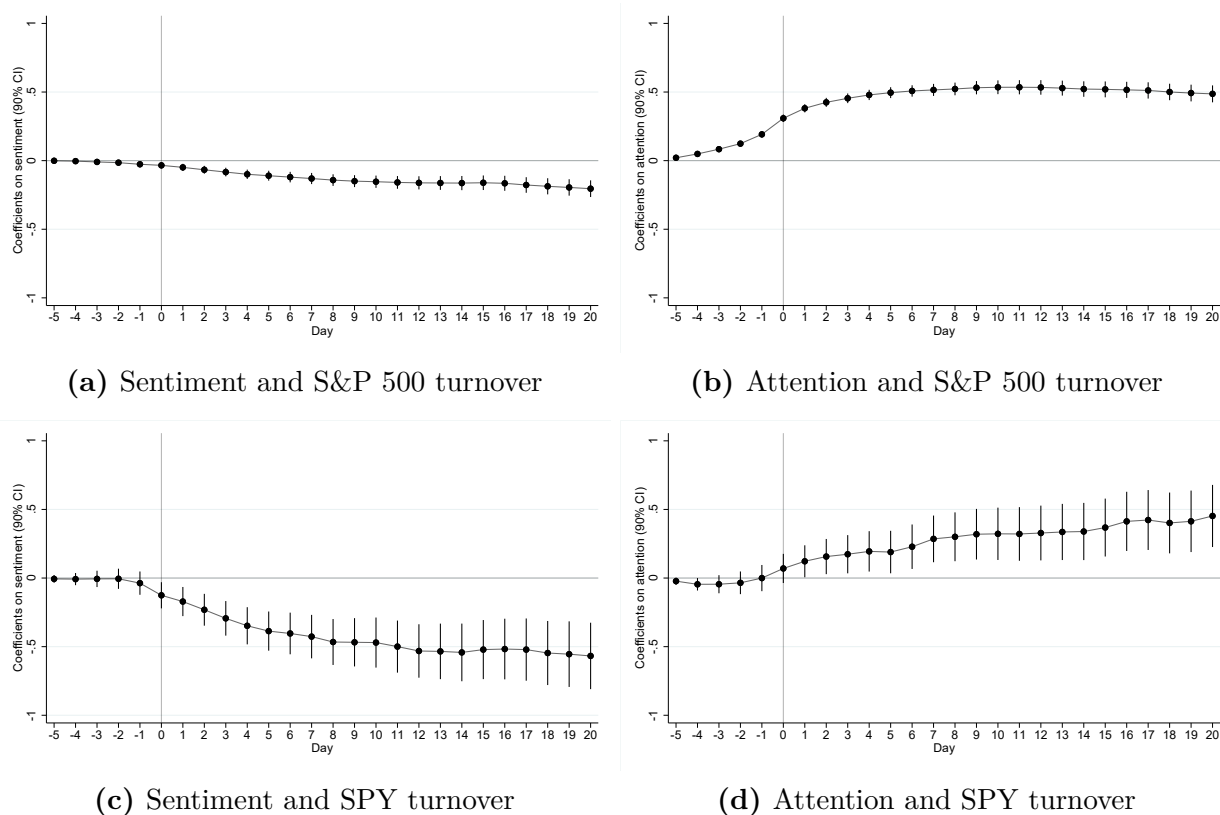 Coefficients on sentiment (90% CI)
1
.5
0
-.5
-1
-5 -4 -3 -2 -1 0 1 2 3 4 5 6 7 8 9 10 11 12 13 14 15 16 17 18 19 20
Day
(a) Sentiment and S&P 500 turnover
Coefficients on attention (90% CI)
1
.5
0
-.5
-1
-5 -4 -3 -2 -1 0 1 2 3 4 5 6 7 8 9 10 11 12 13 14 15 16 17 18 19 20
Day
(b) Attention and S&P 500 turnover
Coefficients on sentiment (90% CI)
1
.5
0
-.5
-1
-5 -4 -3 -2 -1 0 1 2 3 4 5 6 7 8 9 10 11 12 13 14 15 16 17 18 19 20
Day
(c) Sentiment and SPY turnover
Coefficients on attention (90% CI)
1
.5
0
-.5
-1
-5 -4 -3 -2 -1 0 1 2 3 4 5 6 7 8 9 10 11 12 13 14 15 16 17 18 19 20
Day
(d) Attention and SPY turnover